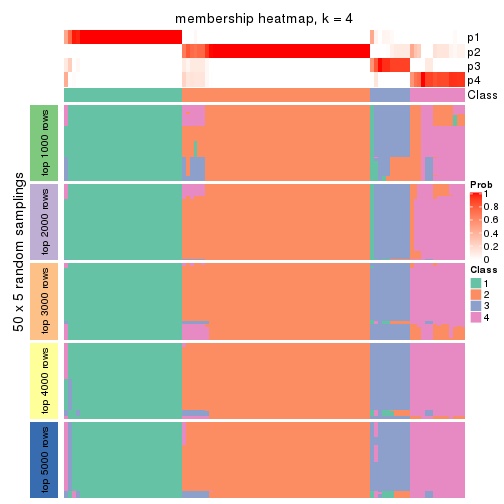 membership heatmap, k = 4
p1
p2
p3
p4
Class
50 x 5 random samplings
top 1000 rows
top 2000 rows
top 3000 rows
top 4000 rows
top 5000 rows
Prob
1
0.8
0.6
0.4
0.2
0
Class
1
2
3
4